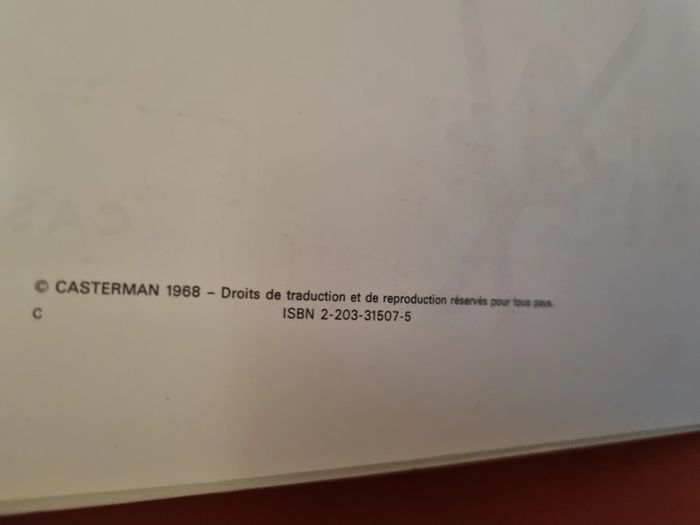 © CASTERMAN 1968 – Droits de traduction et de reproduction réservés pour tous pays.
C
ISBN 2-203-31507-5